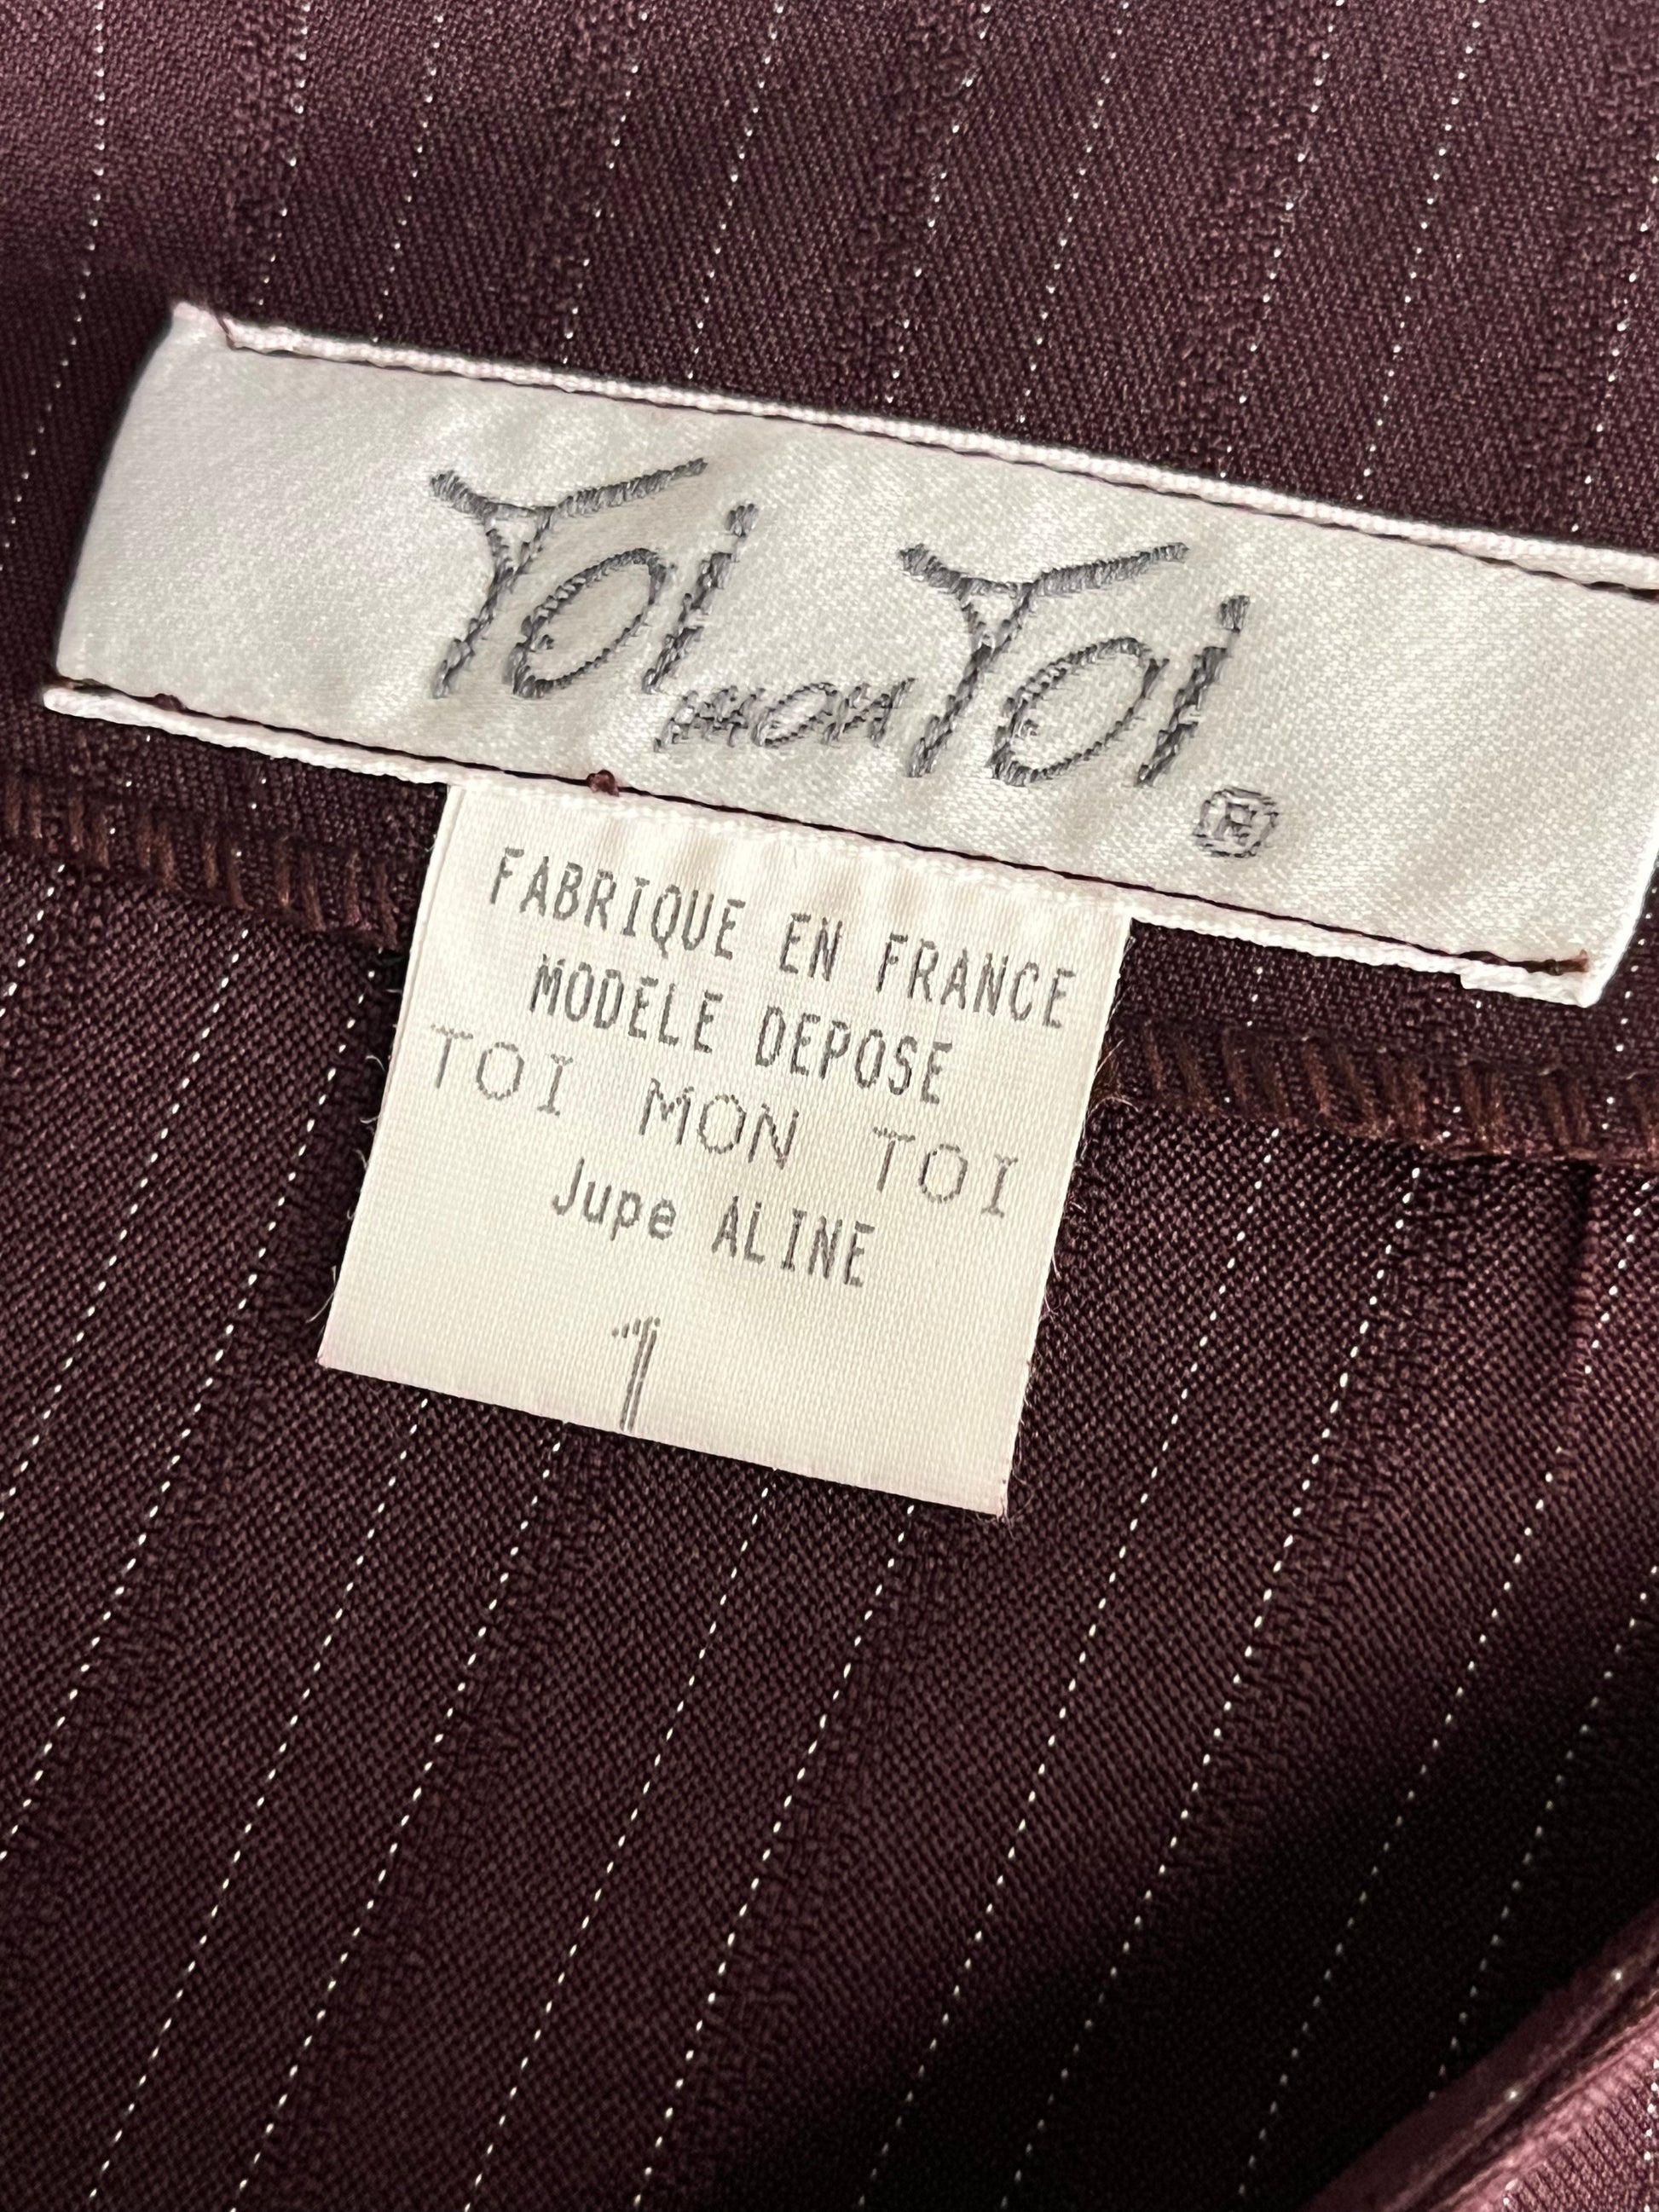 Toi mon Toi ®
FABRIQUE EN FRANCE
MODELE DEPOSE
TOI MON TOI
Jupe ALINE
1